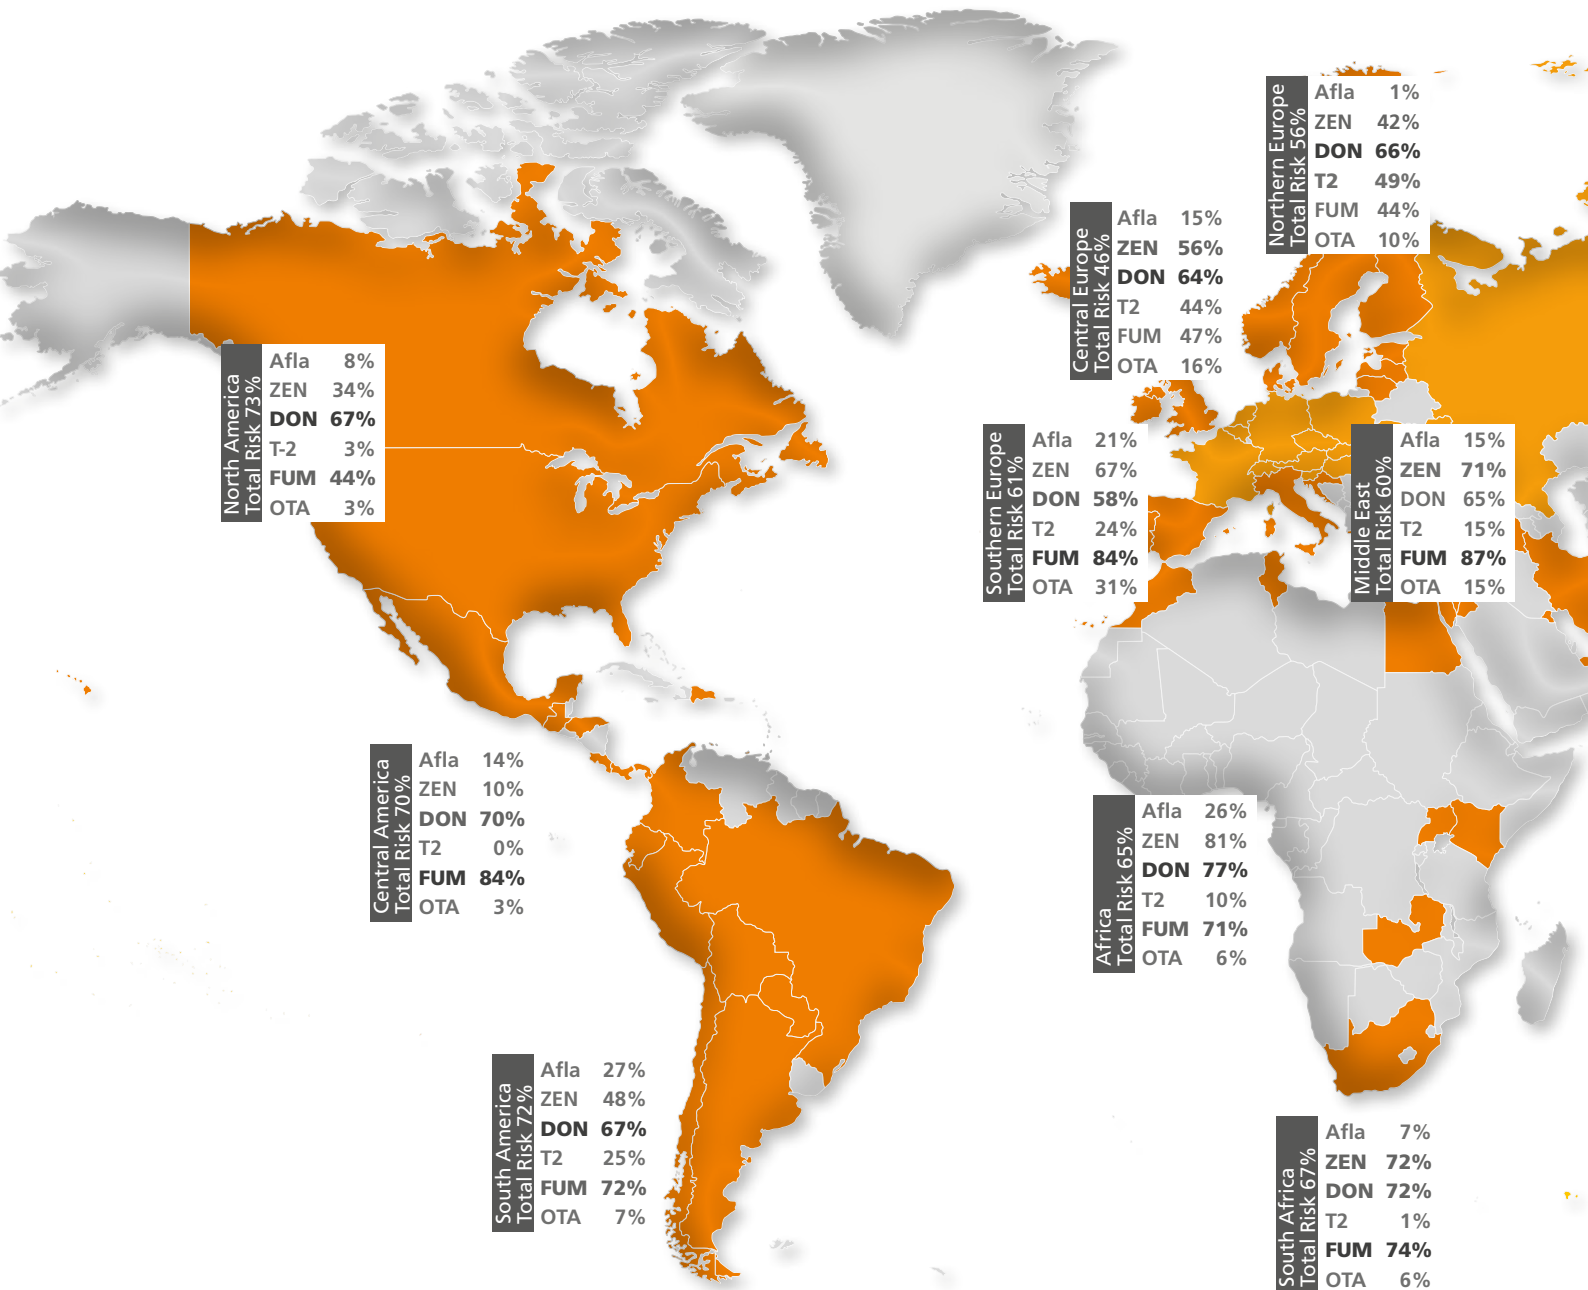 Northern Europe
Total Risk 56%
Afla 1%
ZEN 42%
DON 66%
T2 49%
FUM 44%
OTA 10%
Central Europe
Total Risk 46%
Afla 15%
ZEN 56%
DON 64%
T2 44%
FUM 47%
OTA 16%
North America
Total Risk 73%
Afla 8%
ZEN 34%
DON 67%
T-2 3%
FUM 44%
OTA 3%
Southern Europe
Total Risk 61%
Afla 21%
ZEN 67%
DON 58%
T2 24%
FUM 84%
OTA 31%
Middle East
Total Risk 60%
Afla 15%
ZEN 71%
DON 65%
T2 15%
FUM 87%
OTA 15%
Central America
Total Risk 70%
Afla 14%
ZEN 10%
DON 70%
T2 0%
FUM 84%
OTA 3%
Africa
Total Risk 65%
Afla 26%
ZEN 81%
DON 77%
T2 10%
FUM 71%
OTA 6%
South America
Total Risk 72%
Afla 27%
ZEN 48%
DON 67%
T2 25%
FUM 72%
OTA 7%
South Africa
Total Risk 67%
Afla 7%
ZEN 72%
DON 72%
T2 1%
FUM 74%
OTA 6%